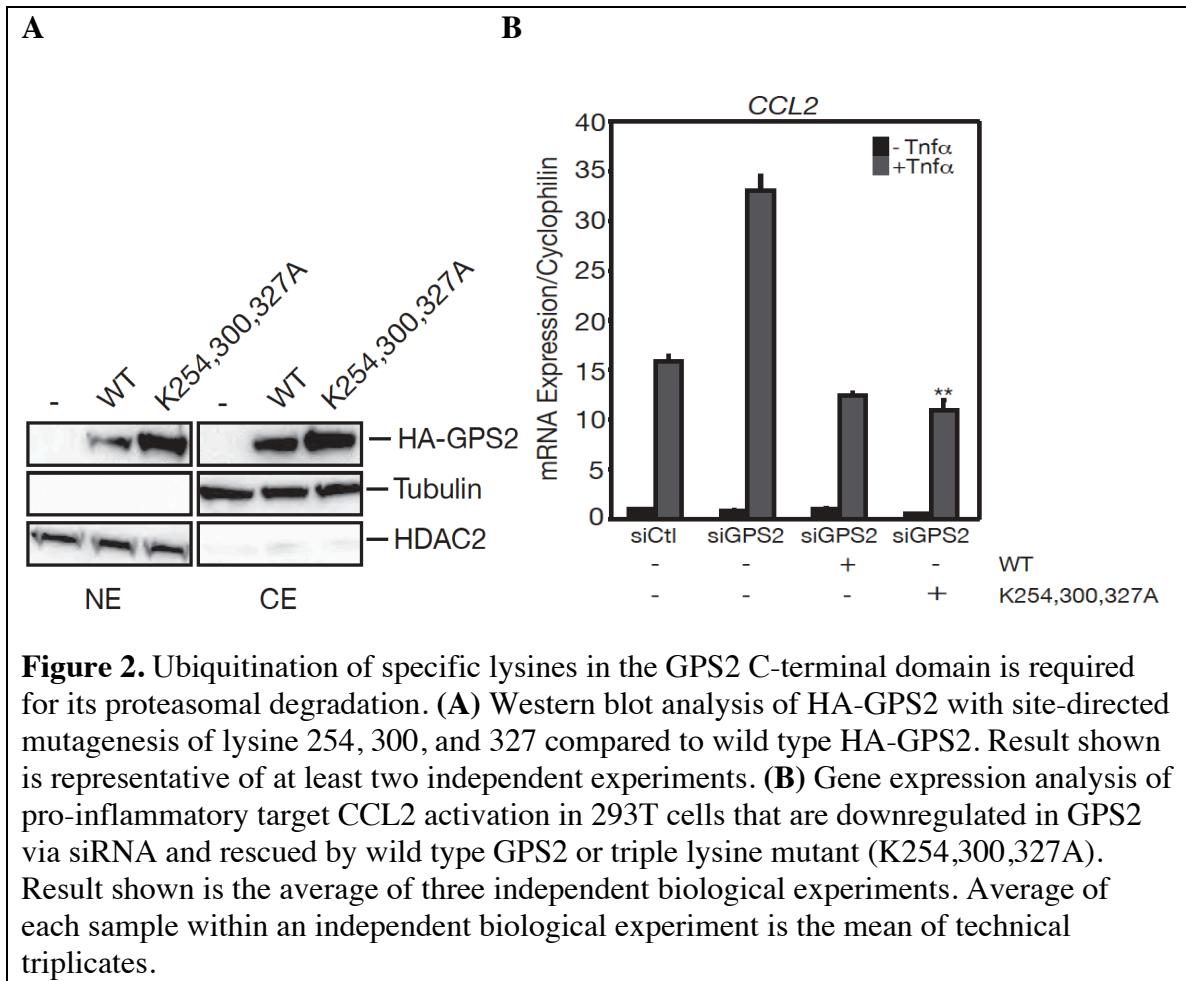 A
B
-
WT
K254,300,327A
-
WT
K254,300,327A
HA-GPS2
Tubulin
HDAC2
NE
CE
CCL2
- Tnfα
+Tnfα
mRNA Expression/Cyclophilin
40
35
30
25
20
15
10
5
0
**
siCtl siGPS2 siGPS2 siGPS2
- - + - WT
- - - + K254,300,327A
Figure 2. Ubiquitination of specific lysines in the GPS2 C-terminal domain is required
for its proteasomal degradation. (A) Western blot analysis of HA-GPS2 with site-directed
mutagenesis of lysine 254, 300, and 327 compared to wild type HA-GPS2. Result shown
is representative of at least two independent experiments. (B) Gene expression analysis of
pro-inflammatory target CCL2 activation in 293T cells that are downregulated in GPS2
via siRNA and rescued by wild type GPS2 or triple lysine mutant (K254,300,327A).
Result shown is the average of three independent biological experiments. Average of
each sample within an independent biological experiment is the mean of technical
triplicates.